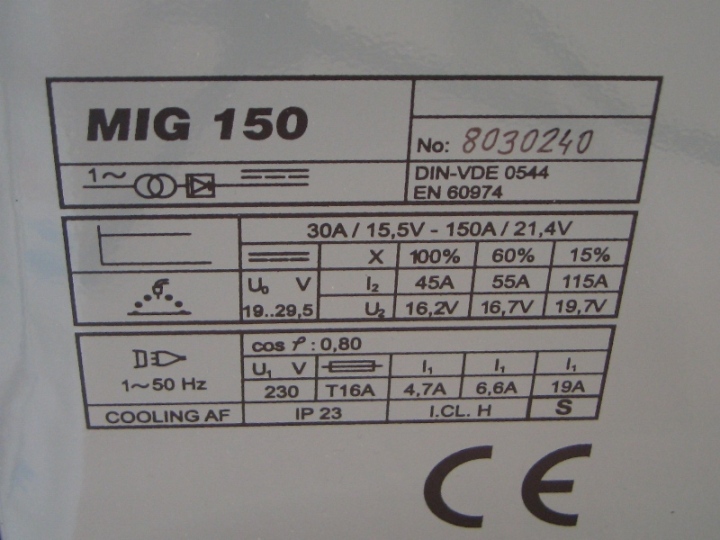 MIG 150
No: 8030240
1~
DIN-VDE 0544
EN 60974
30A / 15,5V - 150A / 21,4V
X 100% 60% 15%
U₀ V I₂ 45A 55A 115A
19..29,5 U₂ 16,2V 16,7V 19,7V
cos φ : 0,80
U₁ V I₁ I₁ I₁
1~50 Hz 230 T16A 4,7A 6,6A 19A
COOLING AF IP 23 I.CL. H S
CE